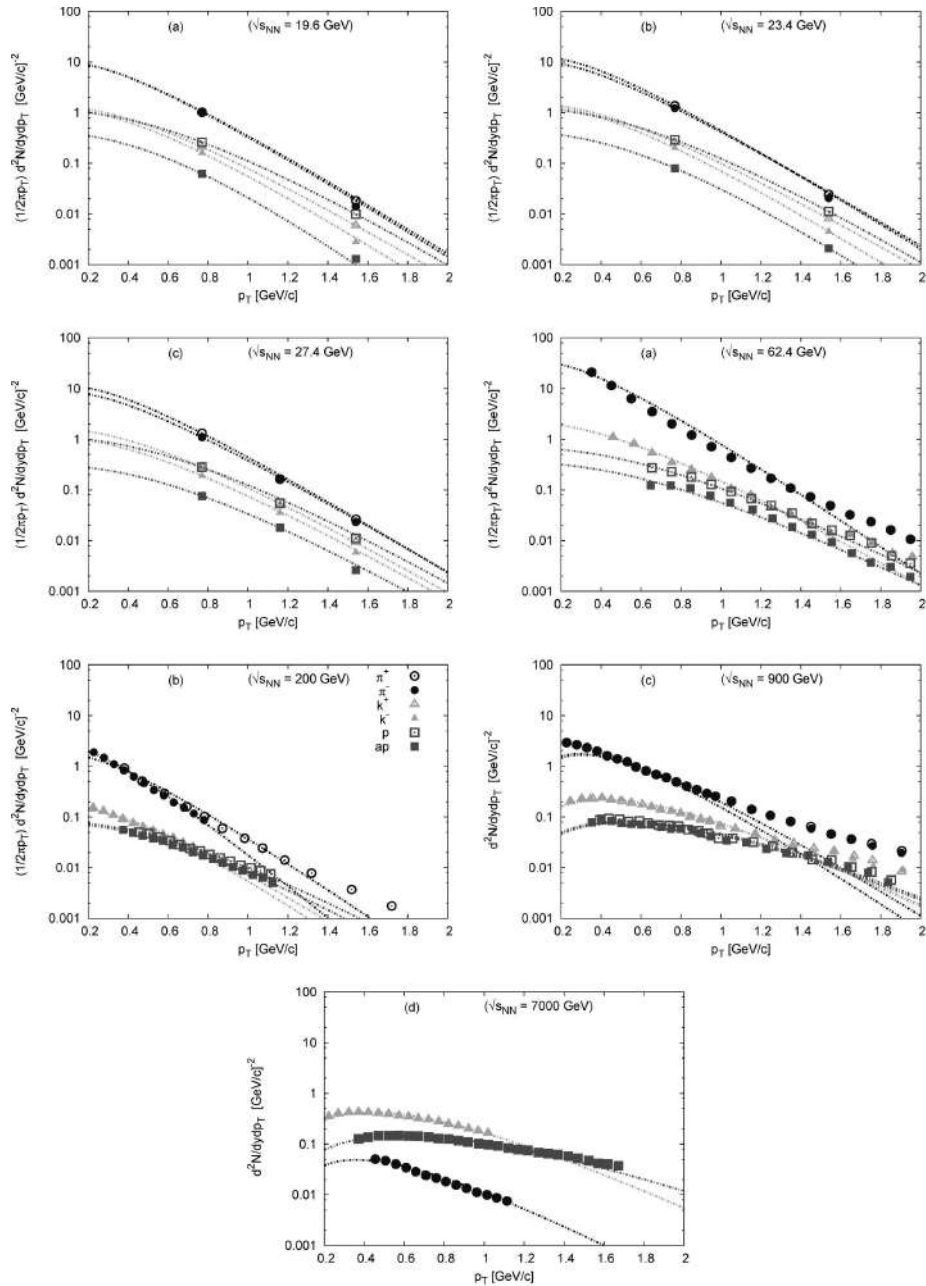 (a) (√sNN = 19.6 GeV)
(1/2πpT) d²N/dydpT [GeV/c]⁻²
100
10
1
0.1
0.01
0.001
0.2 0.4 0.6 0.8 1 1.2 1.4 1.6 1.8 2
pT [GeV/c]
(b) (√sNN = 23.4 GeV)
(1/2πpT) d²N/dydpT [GeV/c]⁻²
100
10
1
0.1
0.01
0.001
0.2 0.4 0.6 0.8 1 1.2 1.4 1.6 1.8 2
pT [GeV/c]
(c) (√sNN = 27.4 GeV)
(1/2πpT) d²N/dydpT [GeV/c]⁻²
100
10
1
0.1
0.01
0.001
0.2 0.4 0.6 0.8 1 1.2 1.4 1.6 1.8 2
pT [GeV/c]
(a) (√sNN = 62.4 GeV)
(1/2πpT) d²N/dydpT [GeV/c]⁻²
100
10
1
0.1
0.01
0.001
0.2 0.4 0.6 0.8 1 1.2 1.4 1.6 1.8 2
pT [GeV/c]
(b) (√sNN = 200 GeV)
(1/2πpT) d²N/dydpT [GeV/c]⁻²
100
10
1
0.1
0.01
0.001
π⁺
π⁻
k⁺
k⁻
p
ap
0.2 0.4 0.6 0.8 1 1.2 1.4 1.6 1.8 2
pT [GeV/c]
(c) (√sNN = 900 GeV)
d²N/dydpT [GeV/c]⁻²
100
10
1
0.1
0.01
0.001
0.2 0.4 0.6 0.8 1 1.2 1.4 1.6 1.8 2
pT [GeV/c]
(d) (√sNN = 7000 GeV)
d²N/dydpT [GeV/c]⁻²
100
10
1
0.1
0.01
0.001
0.2 0.4 0.6 0.8 1 1.2 1.4 1.6 1.8 2
pT [GeV/c]